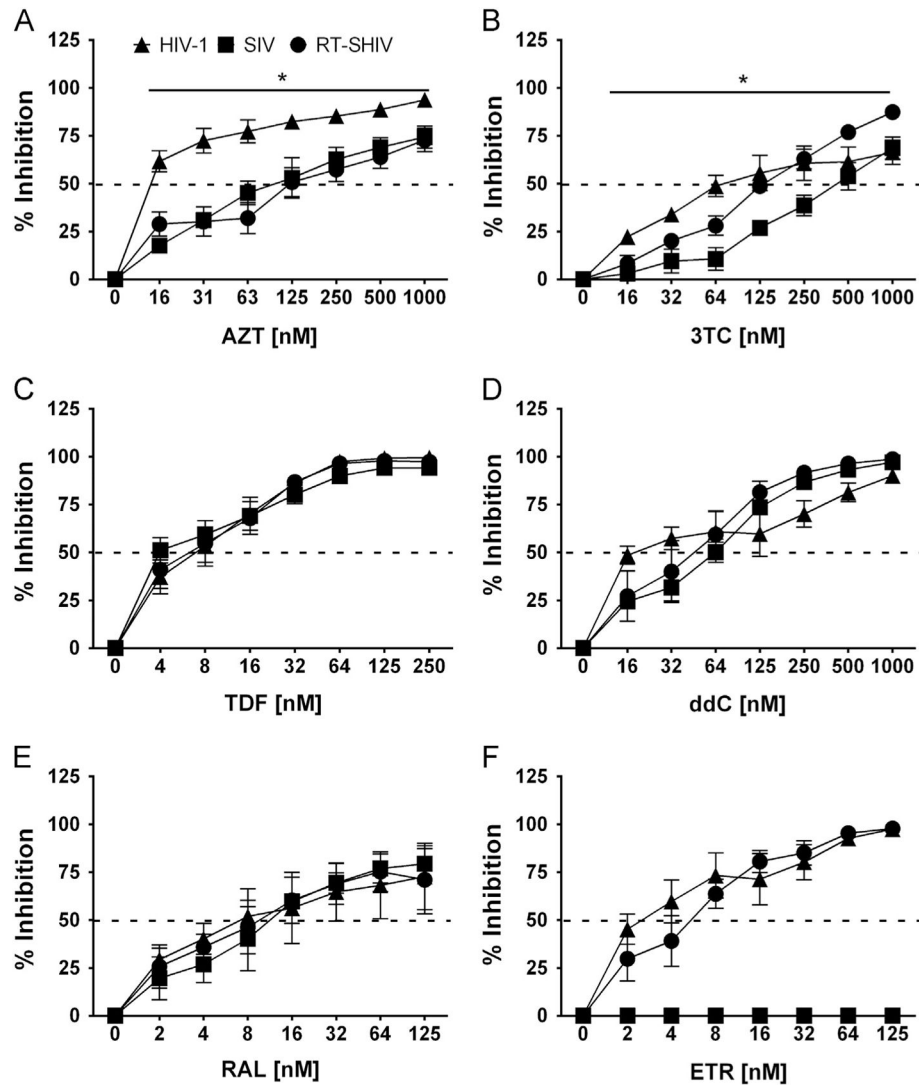 A
B
HIV-1 SIV RT-SHIV
125
100
75
50
25
0
% Inhibition
*
0 16 31 63 125 250 500 1000
AZT [nM]
125
100
75
50
25
0
% Inhibition
*
0 16 32 64 125 250 500 1000
3TC [nM]
C
D
125
100
75
50
25
0
% Inhibition
0 4 8 16 32 64 125 250
TDF [nM]
125
100
75
50
25
0
% Inhibition
0 16 32 64 125 250 500 1000
ddC [nM]
E
F
125
100
75
50
25
0
% Inhibition
0 2 4 8 16 32 64 125
RAL [nM]
125
100
75
50
25
0
% Inhibition
0 2 4 8 16 32 64 125
ETR [nM]